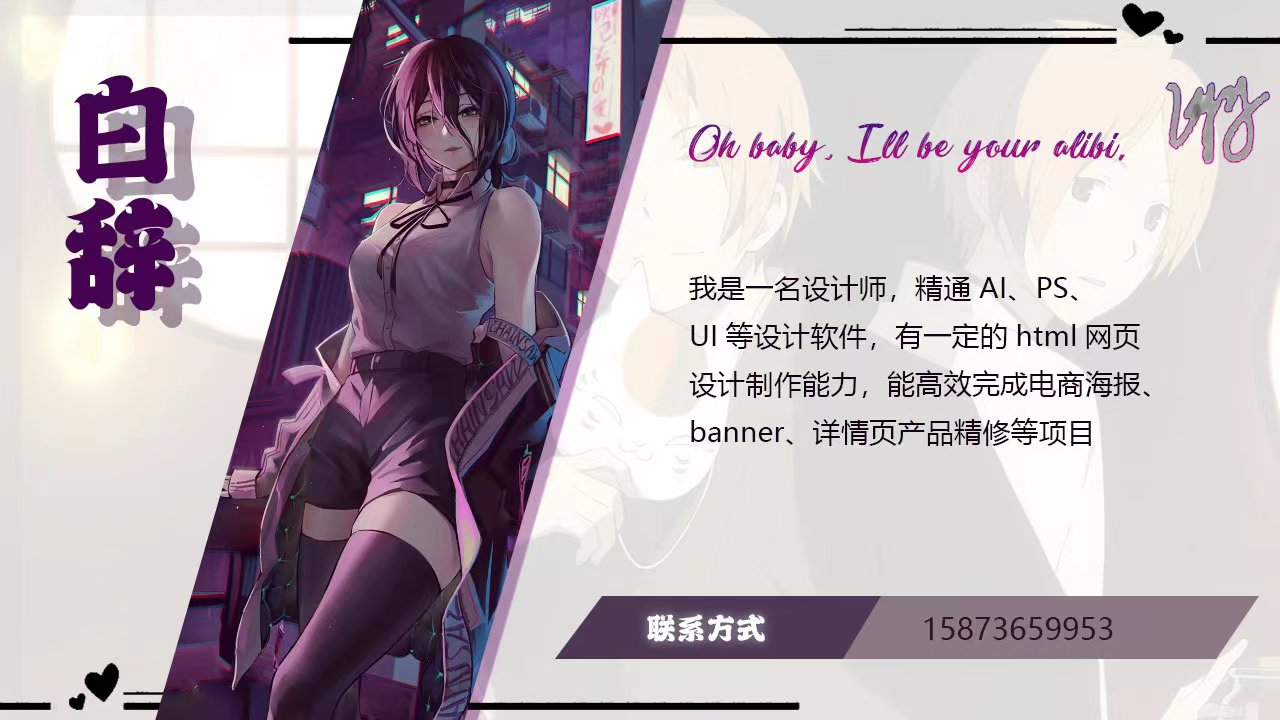 白辞
Oh baby, I'll be your alibi.
我是一名设计师，精通 AI、PS、
UI 等设计软件，有一定的 html 网页
设计制作能力，能高效完成电商海报、
banner、详情页产品精修等项目
联系方式
15873659953
CHAINSAW